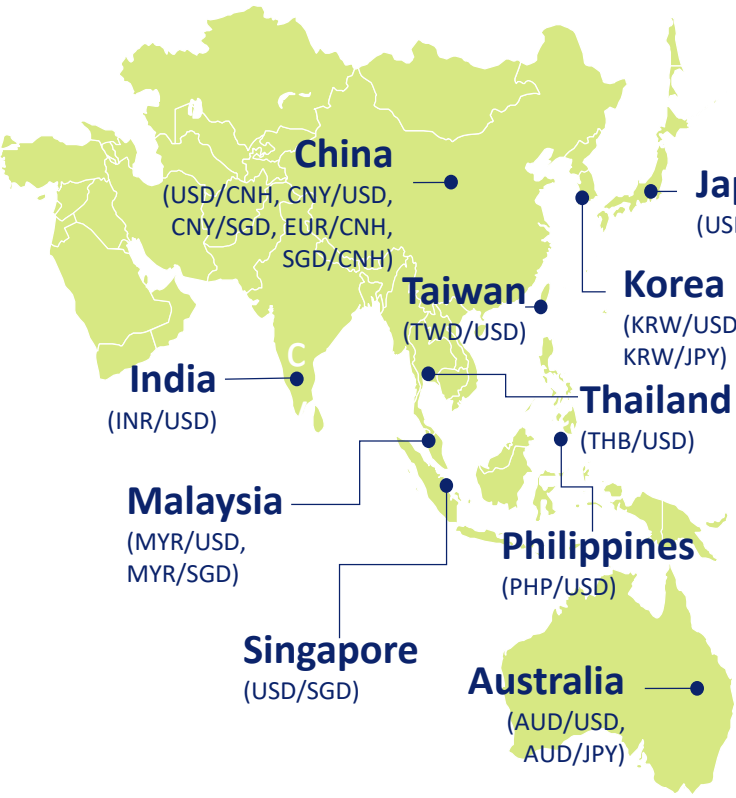 China
(USD/CNH, CNY/USD,
CNY/SGD, EUR/CNH,
SGD/CNH)
Jap
(USD
Korea
(KRW/USD
KRW/JPY)
Taiwan
(TWD/USD)
C
India
(INR/USD)
Thailand
(THB/USD)
Malaysia
(MYR/USD,
MYR/SGD)
Philippines
(PHP/USD)
Singapore
(USD/SGD)
Australia
(AUD/USD,
AUD/JPY)